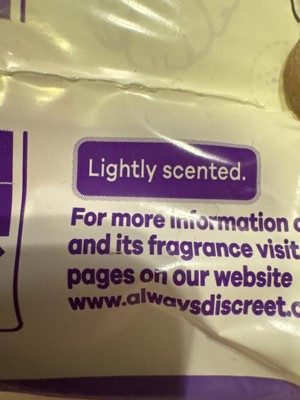 Lightly scented.
For more information
and its fragrance visit
pages on our website
www.alwaysdiscreet.